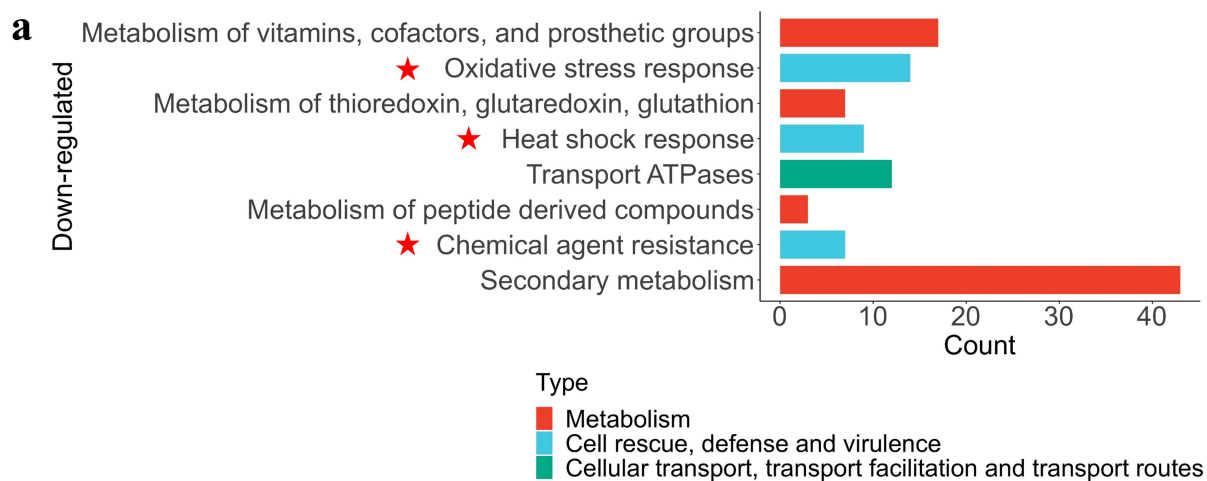 a
Down-regulated
Metabolism of vitamins, cofactors, and prosthetic groups
Oxidative stress response
Metabolism of thioredoxin, glutaredoxin, glutathion
Heat shock response
Transport ATPases
Metabolism of peptide derived compounds
Chemical agent resistance
Secondary metabolism
0 10 20 30 40
Count
Type
Metabolism
Cell rescue, defense and virulence
Cellular transport, transport facilitation and transport routes